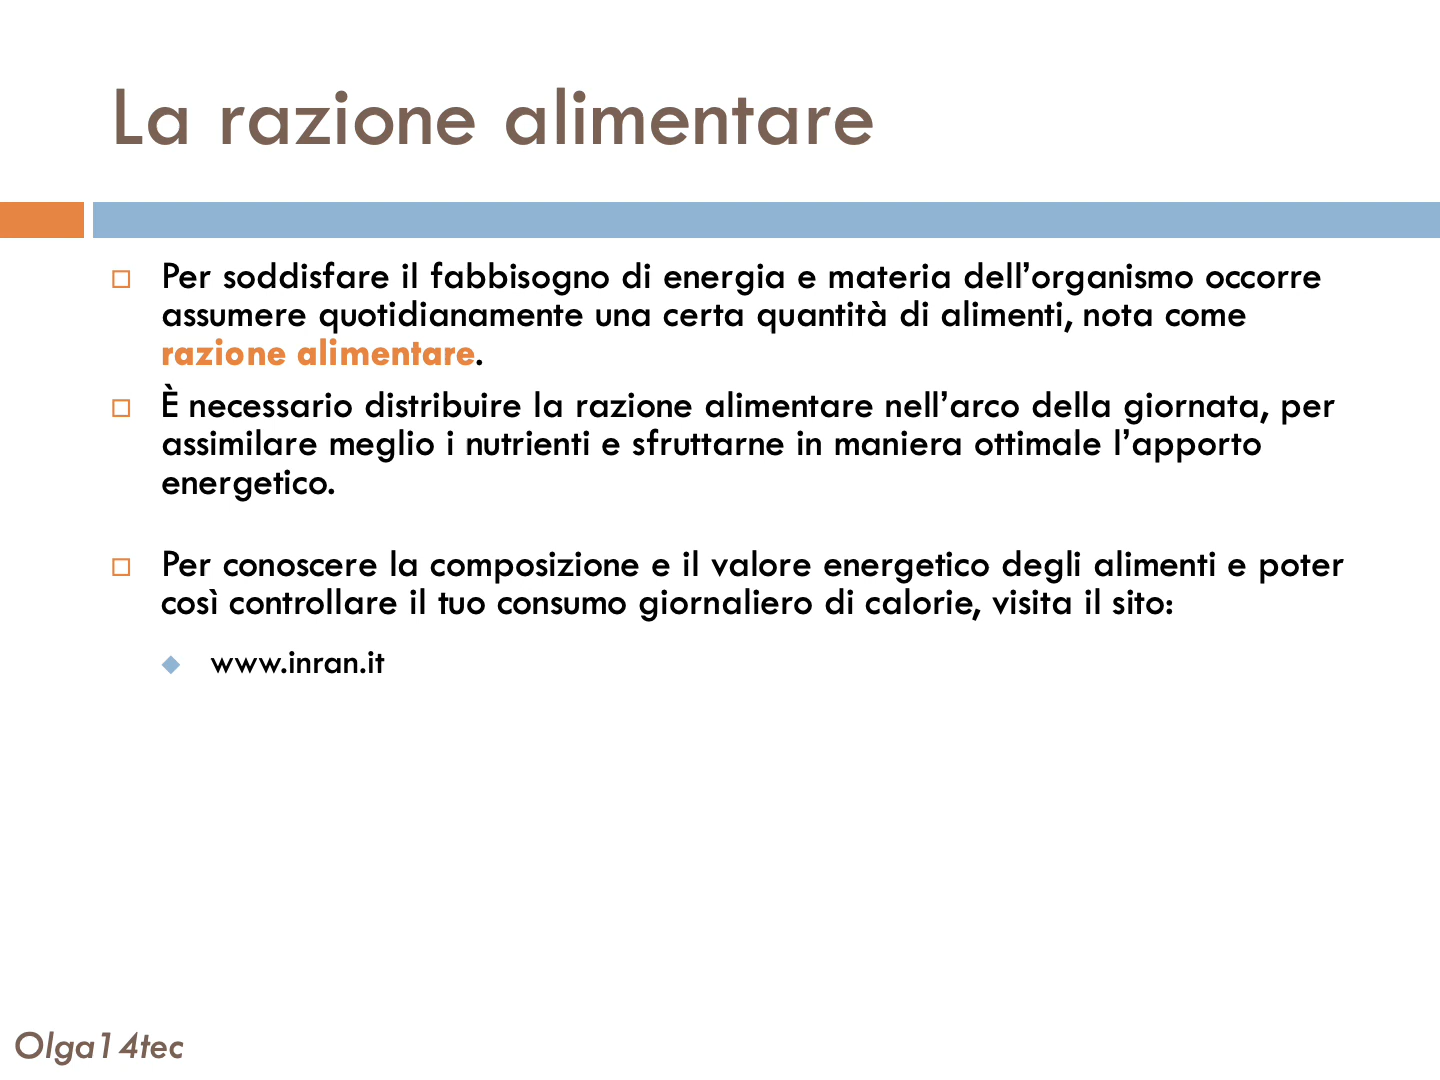 La razione alimentare
Per soddisfare il fabbisogno di energia e materia dell’organismo occorre
assumere quotidianamente una certa quantità di alimenti, nota come
razione alimentare.
È necessario distribuire la razione alimentare nell’arco della giornata, per
assimilare meglio i nutrienti e sfruttarne in maniera ottimale l’apporto
energetico.
Per conoscere la composizione e il valore energetico degli alimenti e poter
così controllare il tuo consumo giornaliero di calorie, visita il sito:
www.inran.it
Olga14tec